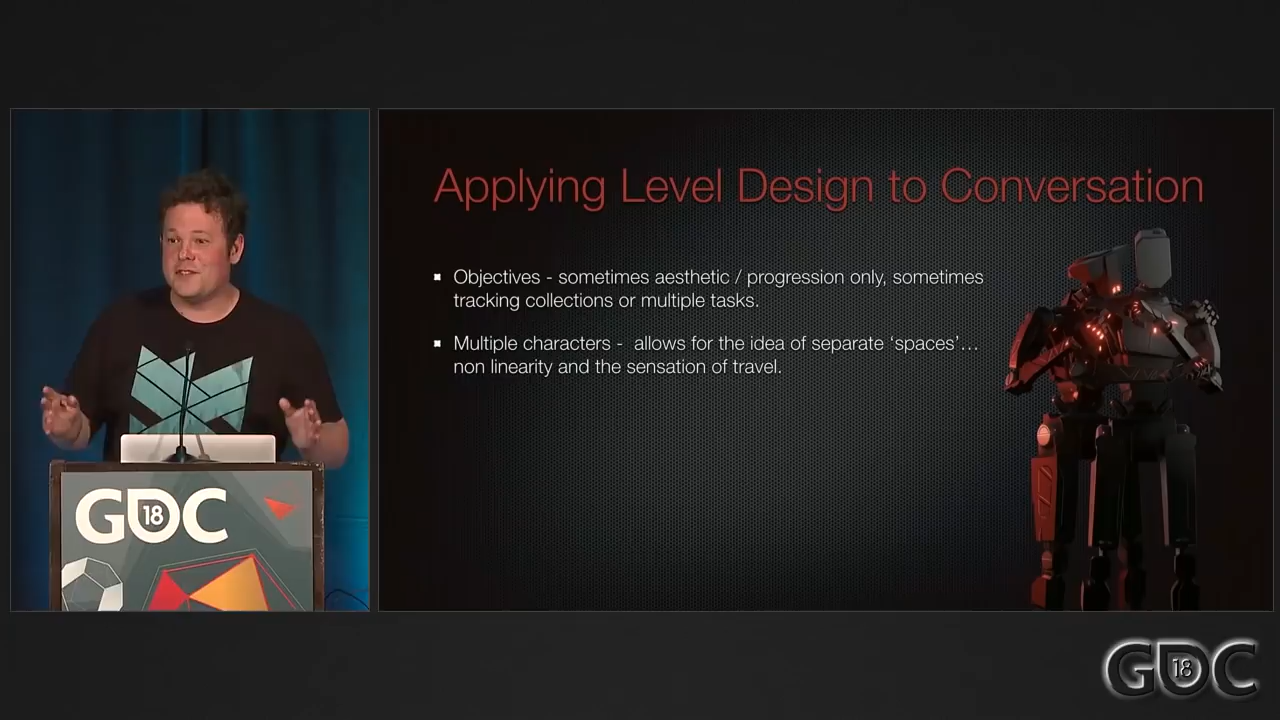 Applying Level Design to Conversation
Objectives - sometimes aesthetic / progression only, sometimes
tracking collections or multiple tasks.
Multiple characters -  allows for the idea of separate ‘spaces’…
non linearity and the sensation of travel.
GDC
18
GDC
18